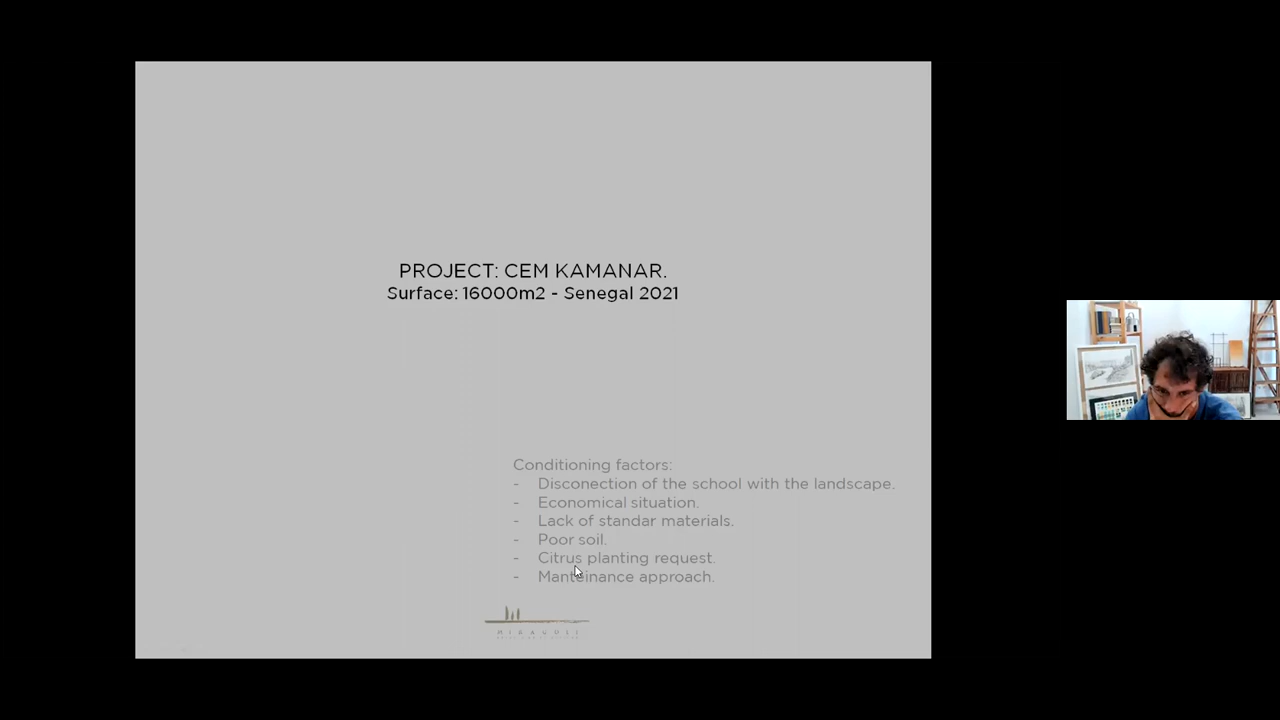 PROJECT: CEM KAMANAR.
Surface: 16000m2 - Senegal 2021
Conditioning factors:
- Disconection of the school with the landscape.
- Economical situation.
- Lack of standar materials.
- Poor soil.
- Citrus planting request.
- Manteinance approach.